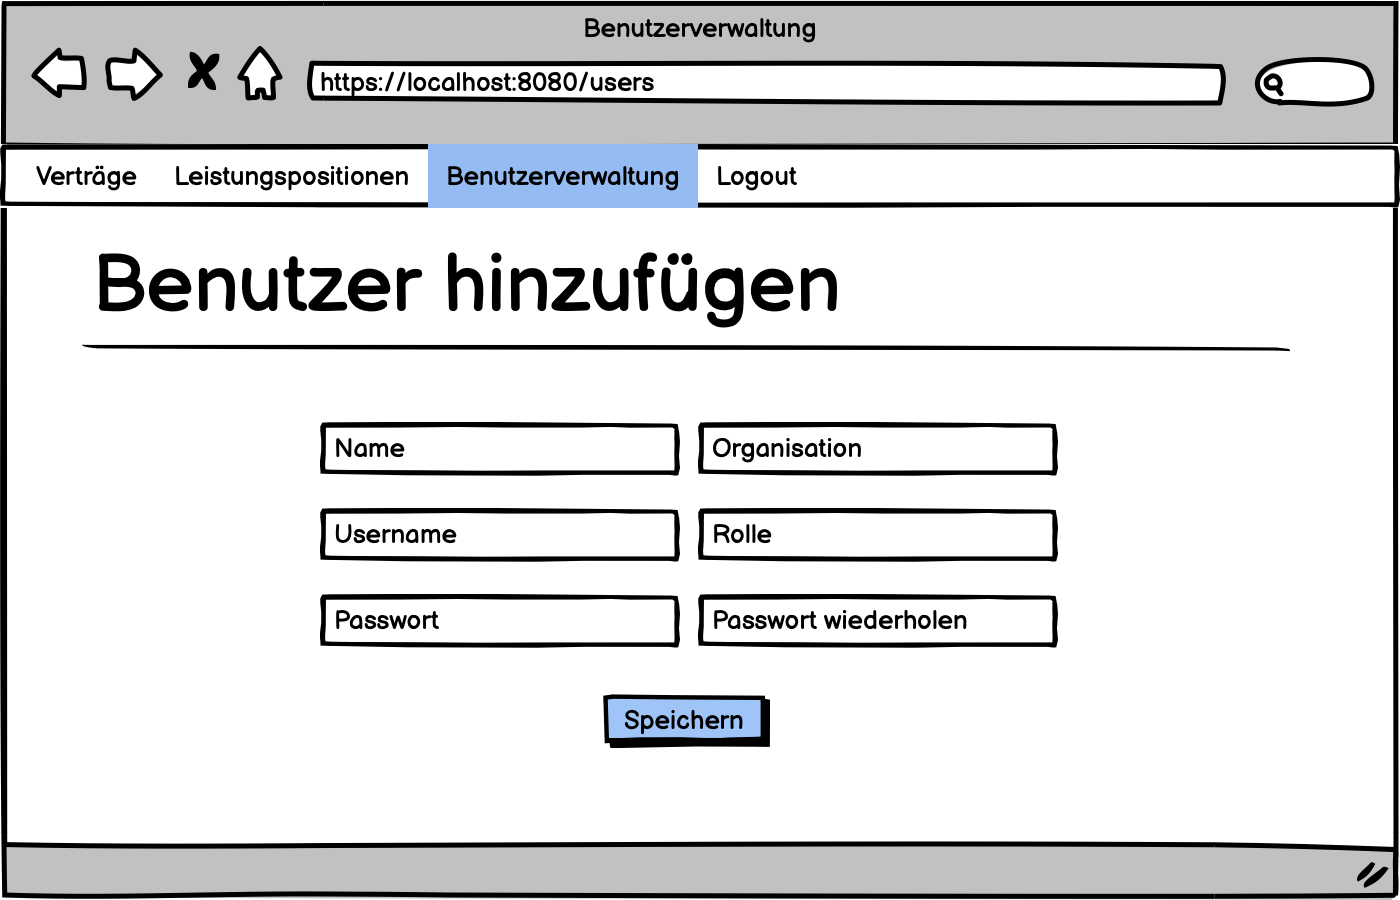 Benutzerverwaltung
https://localhost:8080/users
Verträge Leistungspositionen Benutzerverwaltung Logout
Benutzer hinzufügen
Name Organisation
Username Rolle
Passwort Passwort wiederholen
Speichern